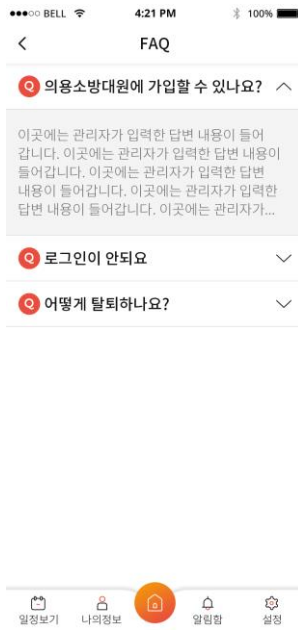 BELL 4:21 PM 100%
FAQ
Q 의용소방대원에 가입할 수 있나요?
이곳에는 관리자가 입력한 답변 내용이 들어
갑니다. 이곳에는 관리자가 입력한 답변 내용이
들어갑니다. 이곳에는 관리자가 입력한 답변
내용이 들어갑니다. 이곳에는 관리자가 입력한
답변 내용이 들어갑니다. 이곳에는 관리자가...
Q 로그인이 안되요
Q 어떻게 탈퇴하나요?
일정보기 나의정보 알림함 설정